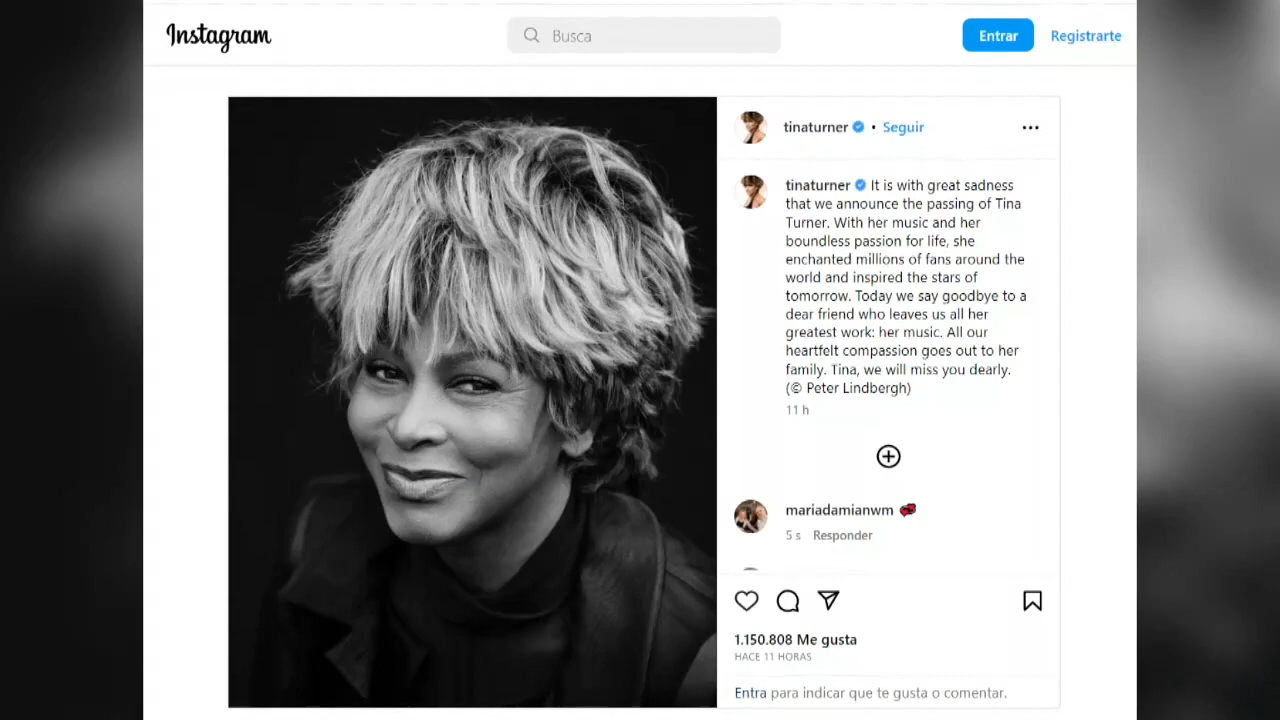 Instagram
Busca
Entrar
Registrarte
tinaturner • Seguir
tinaturner It is with great sadness
that we announce the passing of Tina
Turner. With her music and her
boundless passion for life, she
enchanted millions of fans around the
world and inspired the stars of
tomorrow. Today we say goodbye to a
dear friend who leaves us all her
greatest work: her music. All our
heartfelt compassion goes out to her
family. Tina, we will miss you dearly.
(© Peter Lindbergh)
11 h
mariadamianwm 💞
5 s Responder
1.150.808 Me gusta
HACE 11 HORAS
Entra para indicar que te gusta o comentar.